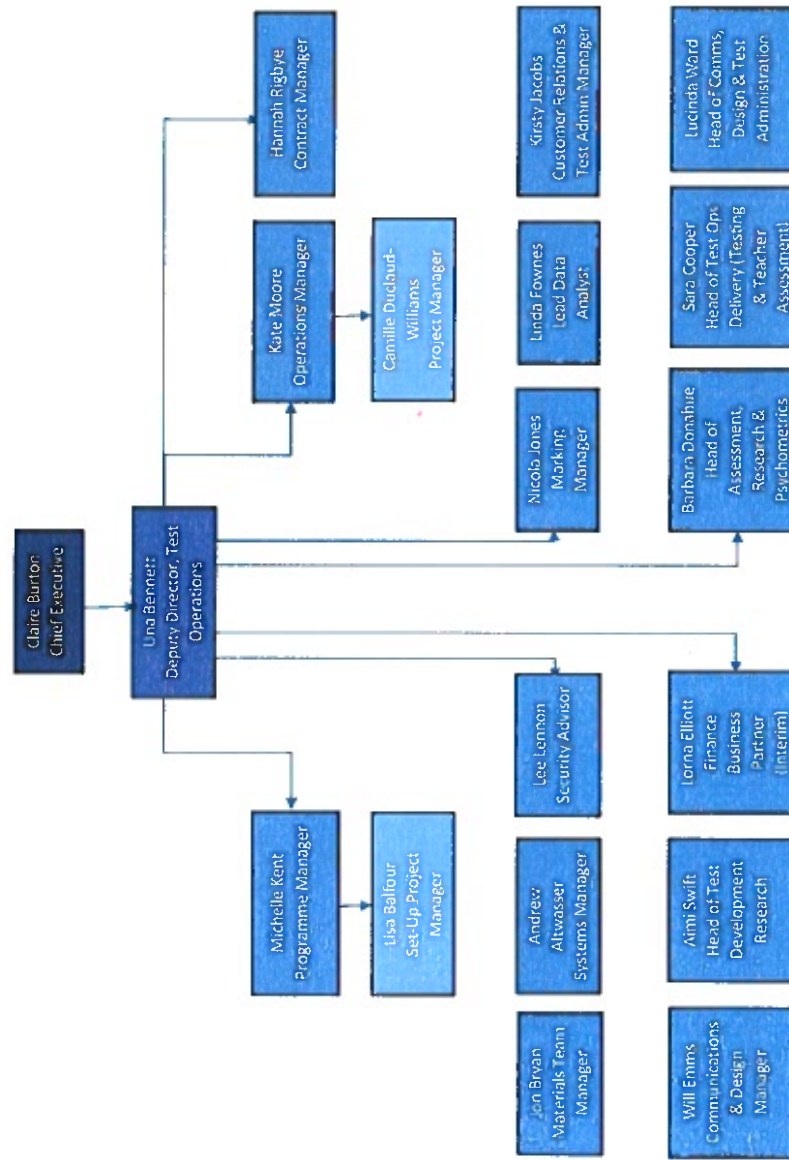 Claire Burton
Chief Executive
Una Bennett
Deputy Director, Test
Operations
Michelle Kent
Programme Manager
Kate Moore
Operations Manager
Hannah Rigbye
Contract Manager
Lisa Balfour
Set-Up Project
Manager
Camille Duclaud-
Williams
Project Manager
Jon Bryan
Materials Team
Manager
Andrew
Altwasser
Systems Manager
Lee Lennon
Security Advisor
Nicola Jones
Marking
Manager
Linda Fownes
Lead Data
Analyst
Kirsty Jacobs
Customer Relations &
Test Admin Manager
Will Emms
Communications
& Design
Manager
Aimi Swift
Head of Test
Development
Research
Lorna Elliott
Finance
Business
Partner
(Interim)
Barbara Donahue
Head of
Assessment,
Research &
Psychometrics
Sara Cooper
Head of Test Ops
Delivery (Testing
& Teacher
Assessment)
Lucinda Ward
Head of Comms,
Design & Test
Administration